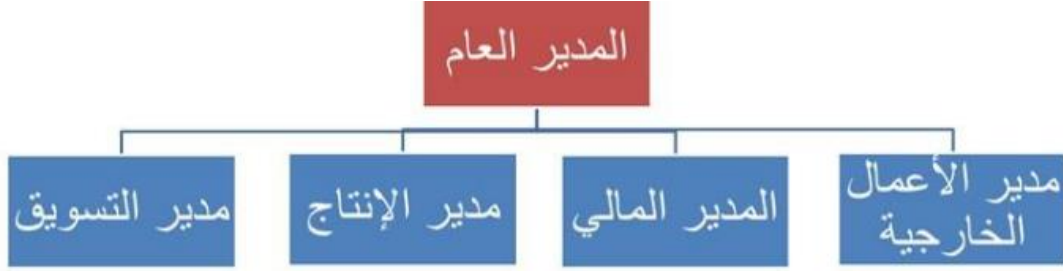 المدير العام
مدير الأعمال
الخارجية
المدير المالي
مدير الإنتاج
مدير التسويق